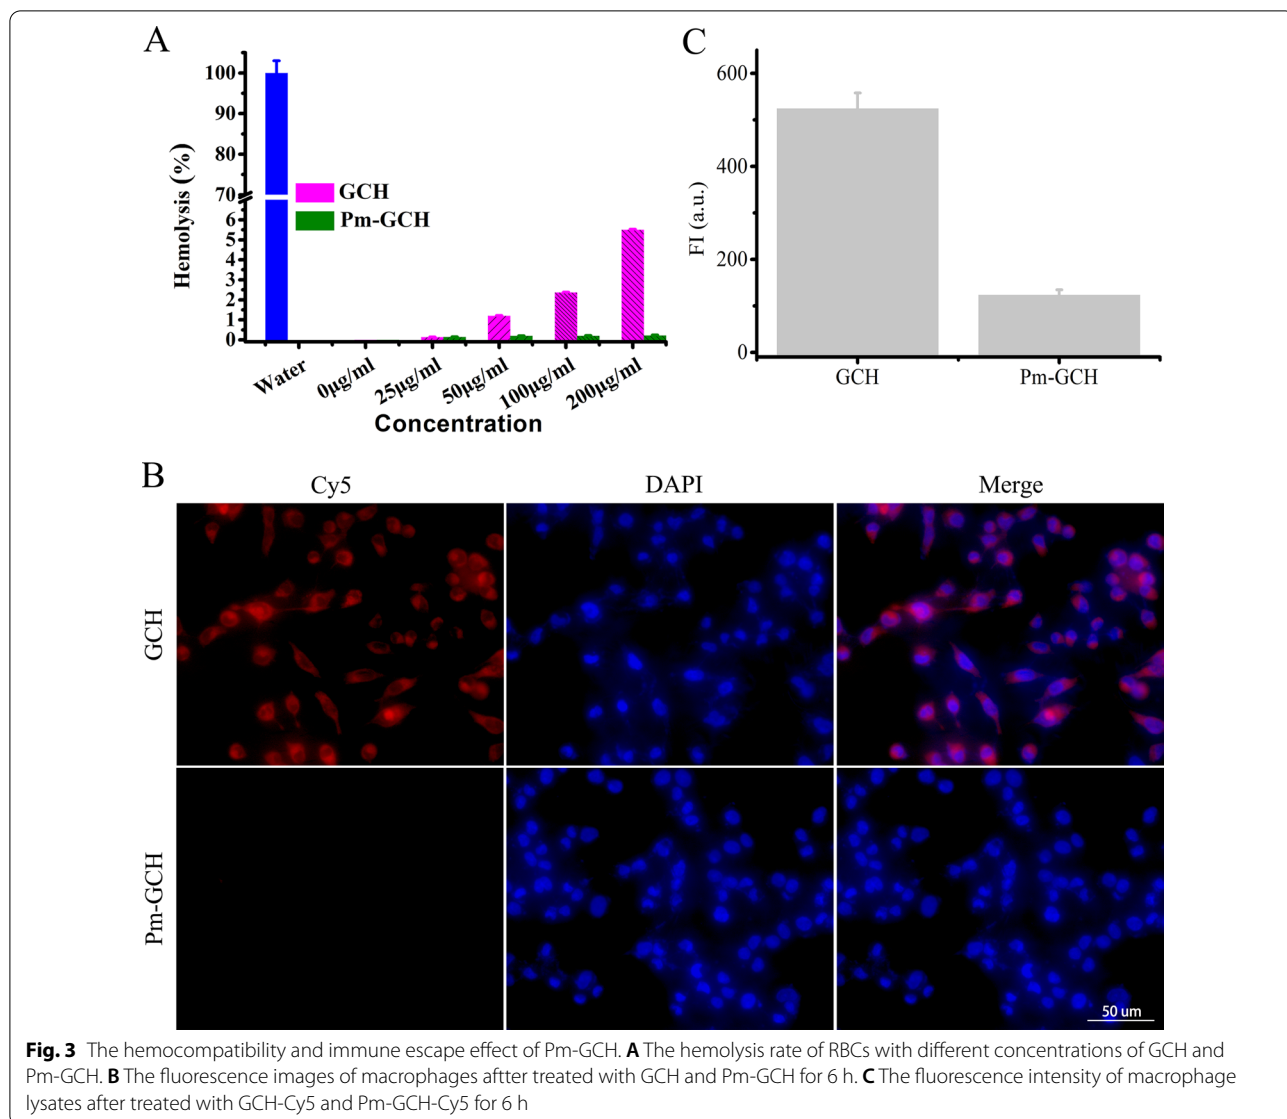 A
Hemolysis (%)
100
90
80
70
6
5
4
3
2
1
0
GCH
Pm-GCH
Water
0μg/ml
25μg/ml
50μg/ml
100μg/ml
200μg/ml
Concentration
C
FI (a.u.)
600
400
200
0
GCH
Pm-GCH
B
Cy5
DAPI
Merge
GCH
Pm-GCH
50 um
Fig. 3 The hemocompatibility and immune escape effect of Pm-GCH. A The hemolysis rate of RBCs with different concentrations of GCH and
Pm-GCH. B The fluorescence images of macrophages aftter treated with GCH and Pm-GCH for 6 h. C The fluorescence intensity of macrophage
lysates after treated with GCH-Cy5 and Pm-GCH-Cy5 for 6 h